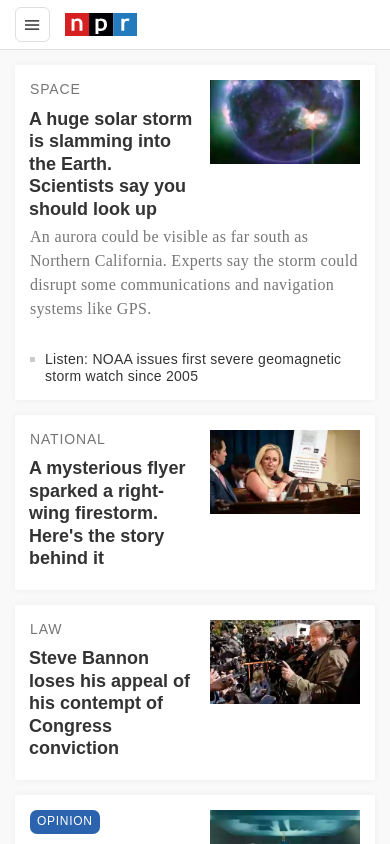 npr
SPACE
A huge solar storm
is slamming into
the Earth.
Scientists say you
should look up
An aurora could be visible as far south as
Northern California. Experts say the storm could
disrupt some communications and navigation
systems like GPS.
Listen: NOAA issues first severe geomagnetic
storm watch since 2005
NATIONAL
A mysterious flyer
sparked a right-
wing firestorm.
Here's the story
behind it
LAW
Steve Bannon
loses his appeal of
his contempt of
Congress
conviction
OPINION